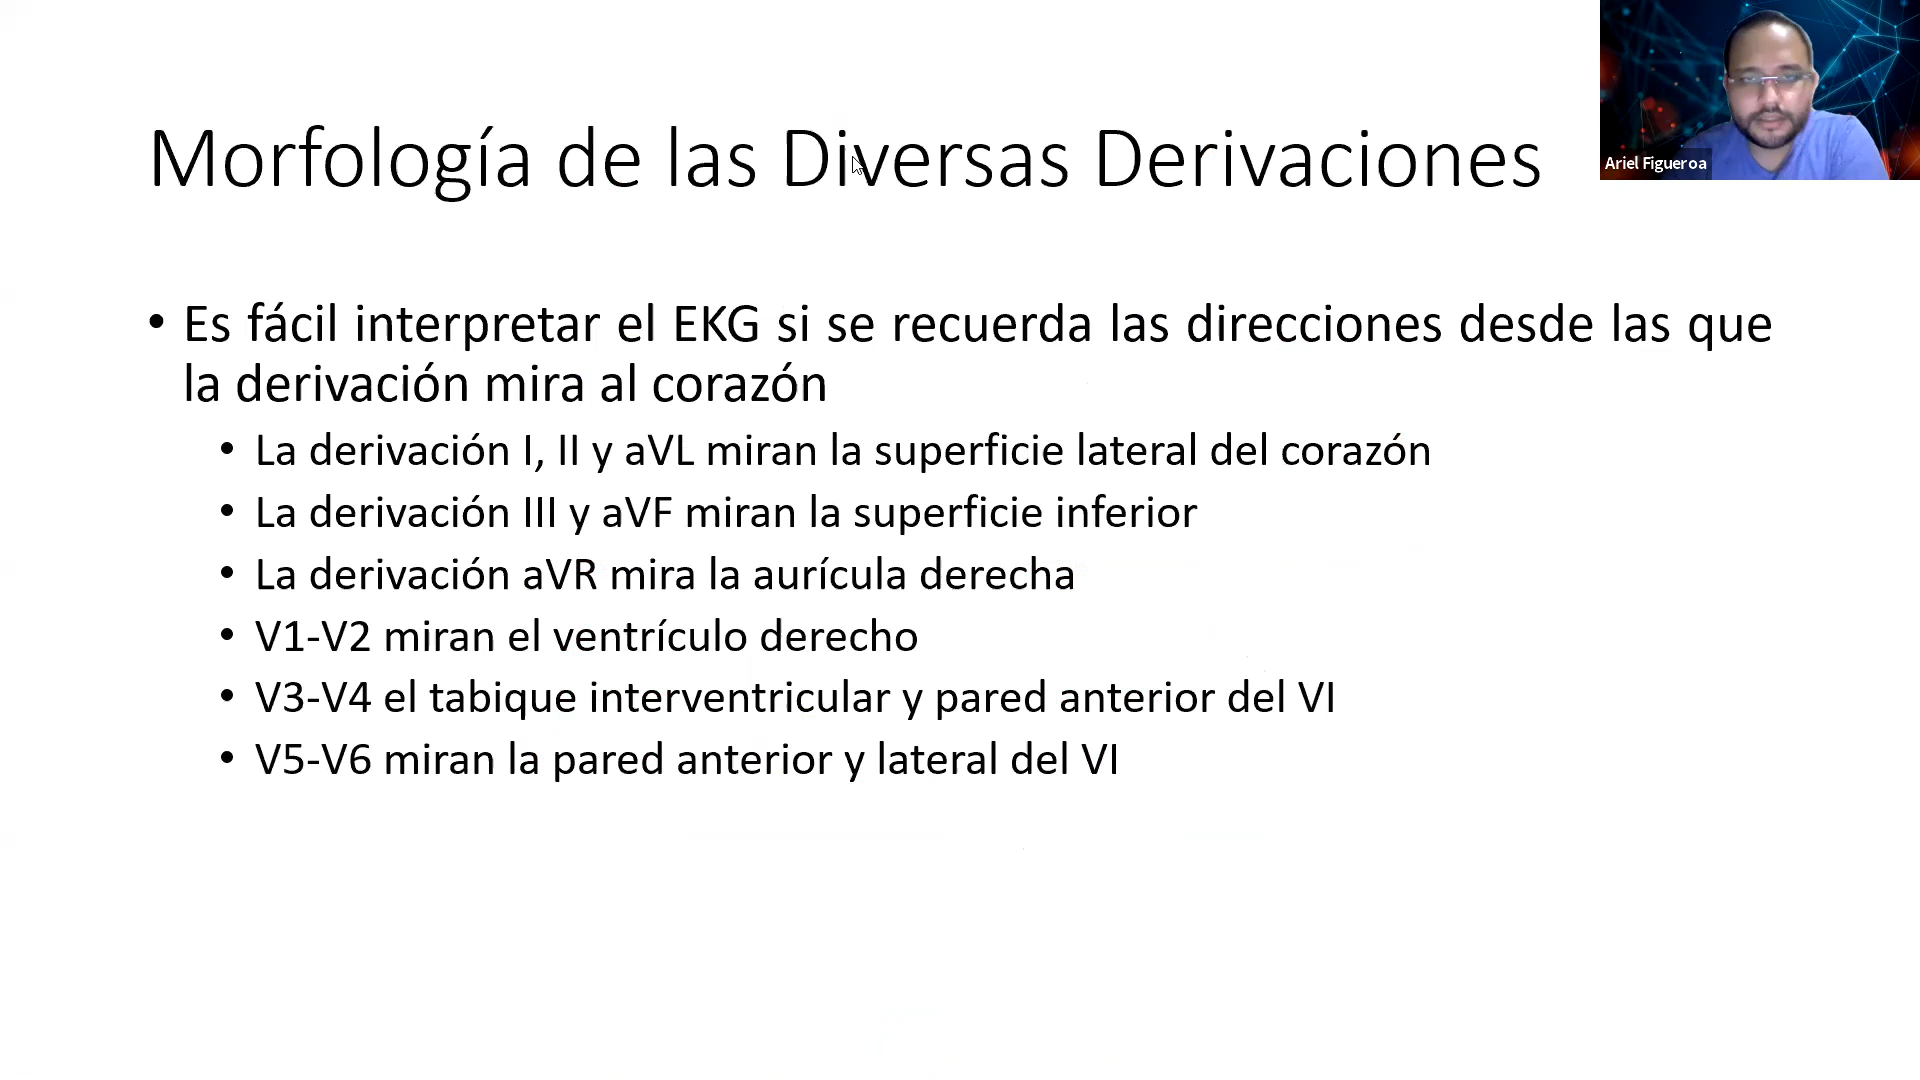 Morfología de las Diversas Derivaciones
Ariel Figueroa
• Es fácil interpretar el EKG si se recuerda las direcciones desde las que
la derivación mira al corazón
• La derivación I, II y aVL miran la superficie lateral del corazón
• La derivación III y aVF miran la superficie inferior
• La derivación aVR mira la aurícula derecha
• V1-V2 miran el ventrículo derecho
• V3-V4 el tabique interventricular y pared anterior del VI
• V5-V6 miran la pared anterior y lateral del VI